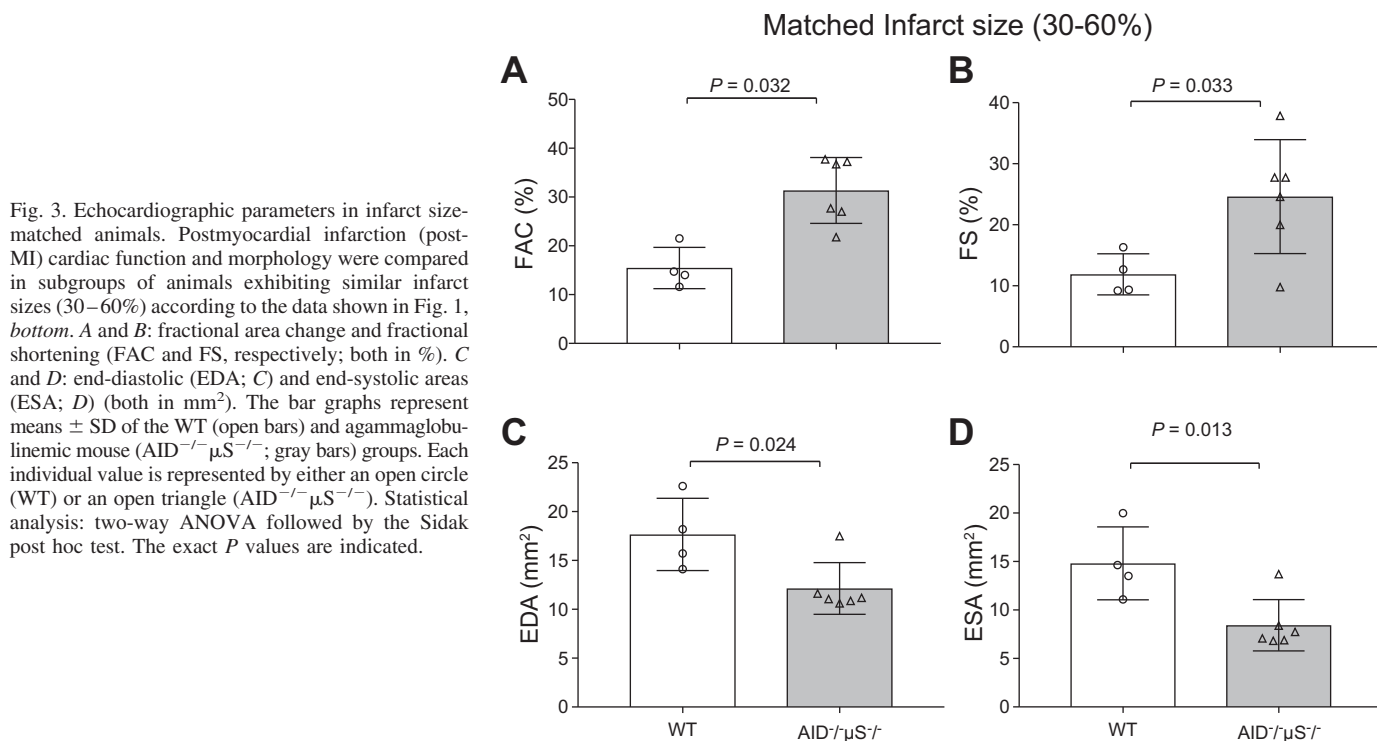 Matched Infarct size (30-60%)
A
P = 0.032
50
40
30
20
10
0
FAC (%)
B
P = 0.033
40
30
20
10
0
FS (%)
Fig. 3. Echocardiographic parameters in infarct size-
matched animals. Postmyocardial infarction (post-
MI) cardiac function and morphology were compared
in subgroups of animals exhibiting similar infarct
sizes (30–60%) according to the data shown in Fig. 1,
bottom. A and B: fractional area change and fractional
shortening (FAC and FS, respectively; both in %). C
and D: end-diastolic (EDA; C) and end-systolic areas
(ESA; D) (both in mm²). The bar graphs represent
means ± SD of the WT (open bars) and agammaglobu-
linemic mouse (AID⁻/⁻μS⁻/⁻; gray bars) groups. Each
individual value is represented by either an open circle
(WT) or an open triangle (AID⁻/⁻μS⁻/⁻). Statistical
analysis: two-way ANOVA followed by the Sidak
post hoc test. The exact P values are indicated.
C
P = 0.024
25
20
15
10
5
0
EDA (mm²)
WT
AID⁻/⁻μS⁻/⁻
D
P = 0.013
25
20
15
10
5
0
ESA (mm²)
WT
AID⁻/⁻μS⁻/⁻